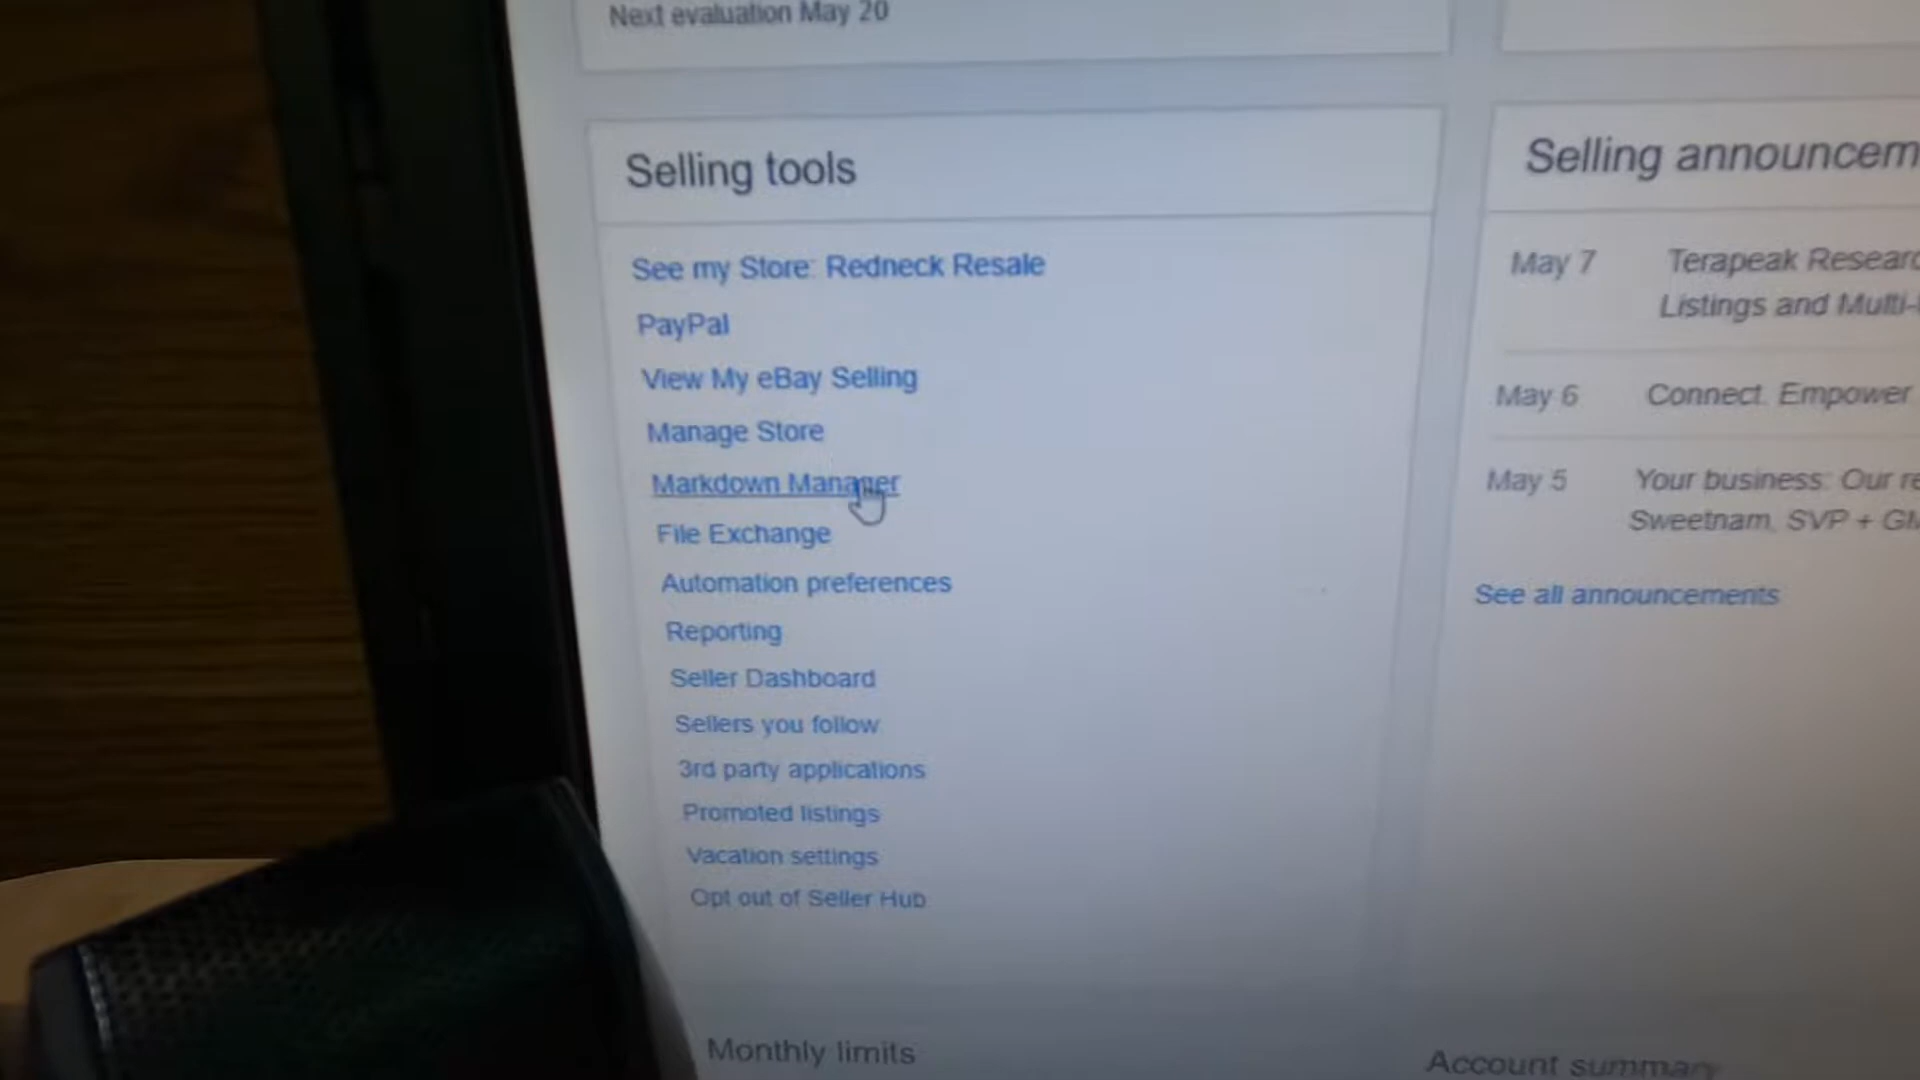 Next evaluation May 20
Selling tools
See my Store: Redneck Resale
PayPal
View My eBay Selling
Manage Store
Markdown Manager
File Exchange
Automation preferences
Reporting
Seller Dashboard
Sellers you follow
3rd party applications
Promoted listings
Vacation settings
Opt out of Seller Hub
Monthly limits
Selling announcem
May 7 Terapeak Researc
Listings and Multi-
May 6 Connect. Empower
May 5 Your business: Our re
Sweetnam, SVP + GM
See all announcements
Account summary